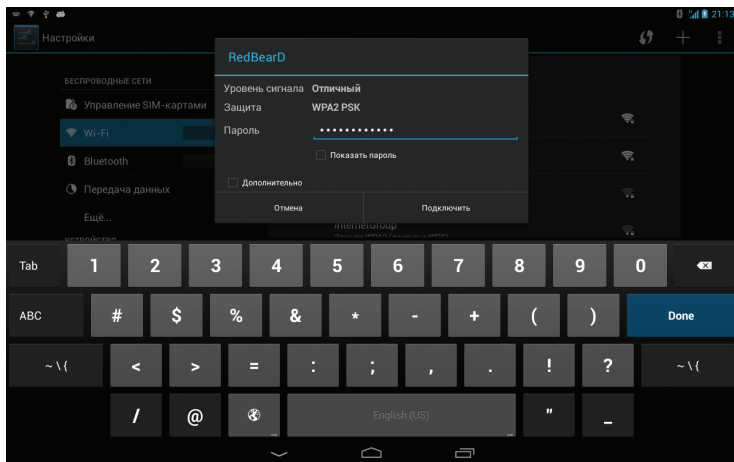 21:13
Настройки
RedBearD
БЕСПРОВОДНЫЕ СЕТИ
Уровень сигнала Отличный
Управление SIM-картами
Защита WPA2 PSK
Wi-Fi
Пароль ••••••••••••
Bluetooth
Показать пароль
Передача данных
Дополнительно
Ещё...
Отмена Подключить
InternetGroup
УСТРОЙСТВО
Tab 1 2 3 4 5 6 7 8 9 0
ABC # $ % & * - + ( ) Done
~ \ { < > = : ; , . ! ? ~ \ {
/ @ English (US) " _